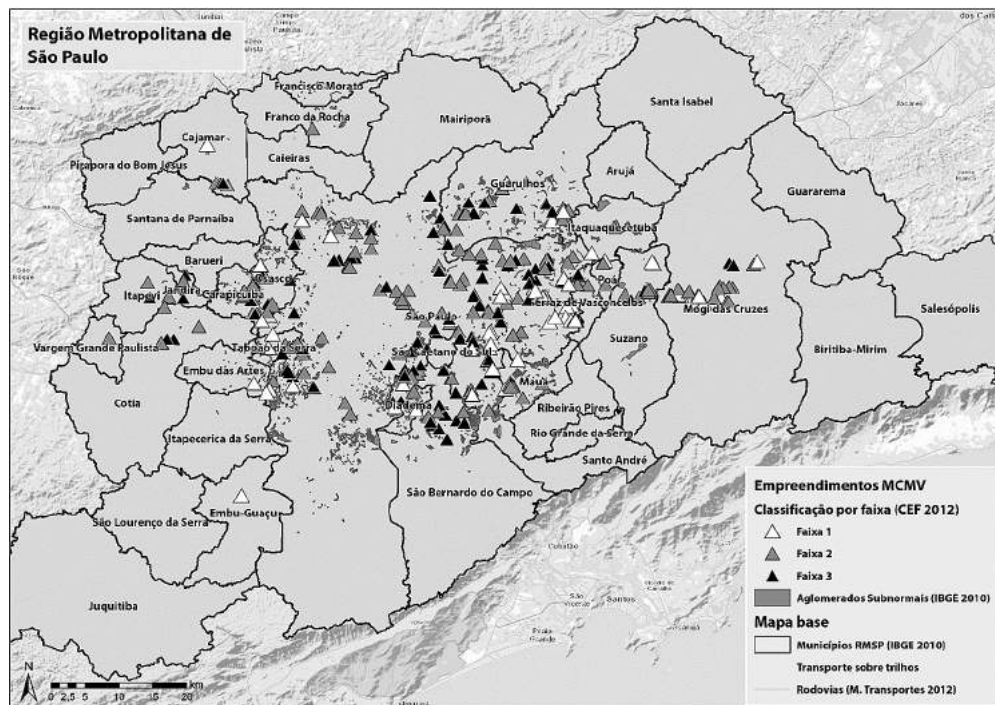 Região Metropolitana de
São Paulo
Francisco Morato
Franco da Rocha
Mairiporã
Santa Isabel
Cajamar
Caieiras
Pirapora do Bom Jesus
Guarulhos
Arujá
Guararema
Santana de Parnaíba
Itaquaquecetuba
Barueri
Osasco
Poá
Itapevi
Jandira
Carapicuíba
Ferraz de Vasconcelos
Mogi das Cruzes
Salesópolis
São Paulo
Vargem Grande Paulista
Taboão da Serra
São Caetano do Sul
Suzano
Biritiba-Mirim
Embu das Artes
Mauá
Cotia
Diadema
Ribeirão Pires
Itapecerica da Serra
Rio Grande da Serra
Santo André
São Bernardo do Campo
Embu-Guaçu
São Lourenço da Serra
Juquitiba
Cubatão
Santos
São
Vicente
Praia
Grande
Empreendimentos MCMV
Classificação por faixa (CEF 2012)
Faixa 1
Faixa 2
Faixa 3
Aglomerados Subnormais (IBGE 2010)
Mapa base
Municípios RMSP (IBGE 2010)
Transporte sobre trilhos
Rodovias (M. Transportes 2012)
N
km
0 2,5 5 10 15 20